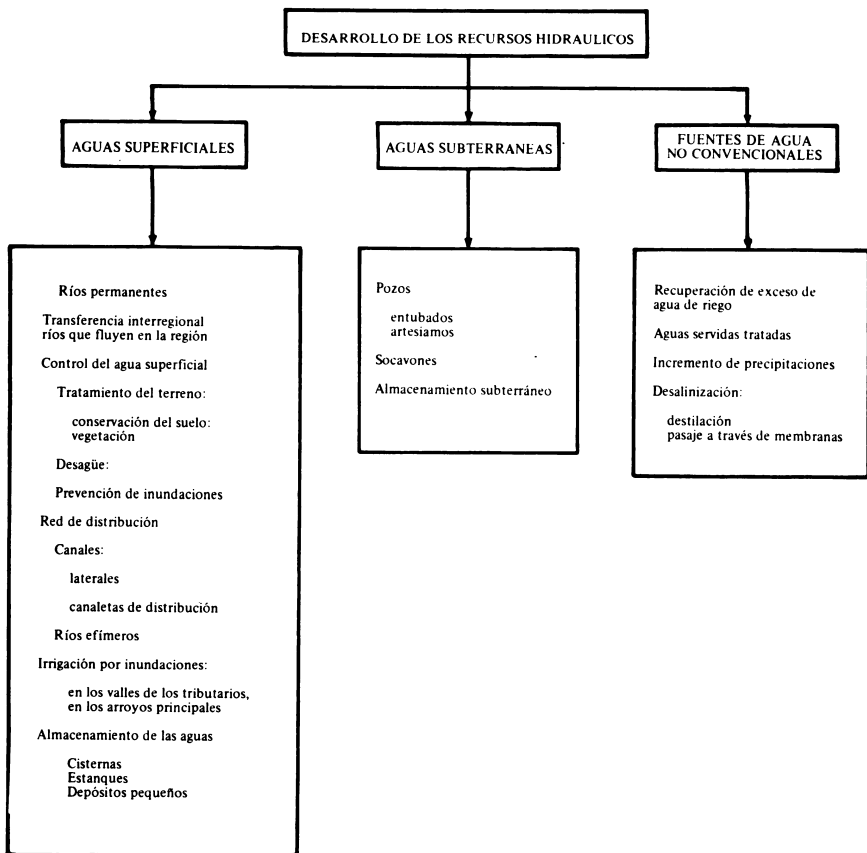 DESARROLLO DE LOS RECURSOS HIDRAULICOS
AGUAS SUPERFICIALES
AGUAS SUBTERRANEAS
FUENTES DE AGUA
NO CONVENCIONALES
Ríos permanentes
Transferencia interregional
ríos que fluyen en la región
Control del agua superficial
Tratamiento del terreno:
conservación del suelo:
vegetación
Desagüe:
Prevención de inundaciones
Red de distribución
Canales:
laterales
canaletas de distribución
Ríos efímeros
Irrigación por inundaciones:
en los valles de los tributarios,
en los arroyos principales
Almacenamiento de las aguas
Cisternas
Estanques
Depósitos pequeños
Pozos
entubados
artesiamos
Socavones
Almacenamiento subterráneo
Recuperación de exceso de
agua de riego
Aguas servidas tratadas
Incremento de precipitaciones
Desalinización:
destilación
pasaje a través de membranas